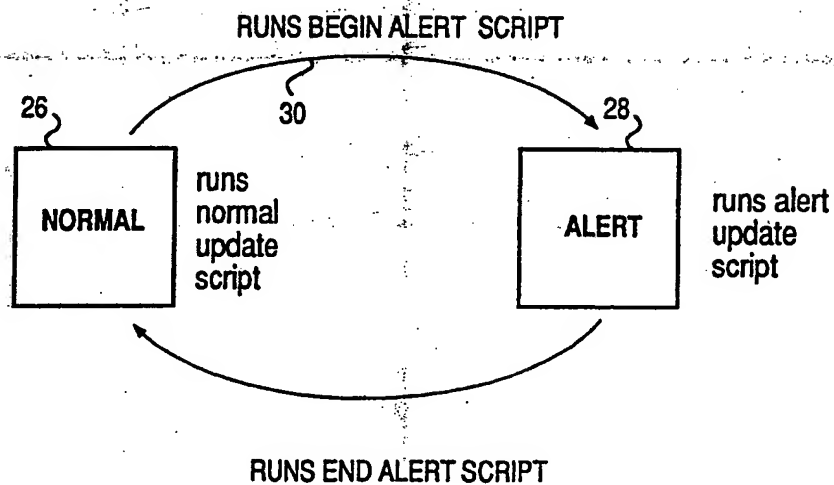 RUNS BEGIN ALERT SCRIPT
30
26
28
NORMAL
runs
normal
update
script
ALERT
runs alert
update
script
RUNS END ALERT SCRIPT